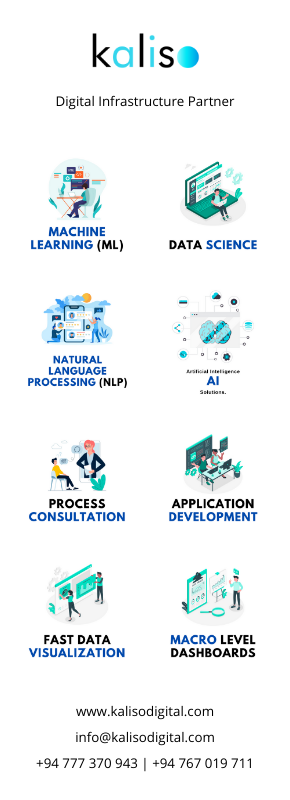 kaliso
Digital Infrastructure Partner
MACHINE
LEARNING (ML)
DATA SCIENCE
NATURAL
LANGUAGE
PROCESSING (NLP)
Artificial Intelligence
AI
Solutions.
PROCESS
CONSULTATION
APPLICATION
DEVELOPMENT
FAST DATA
VISUALIZATION
MACRO LEVEL
DASHBOARDS
www.kalisodigital.com
info@kalisodigital.com
+94 777 370 943 | +94 767 019 711